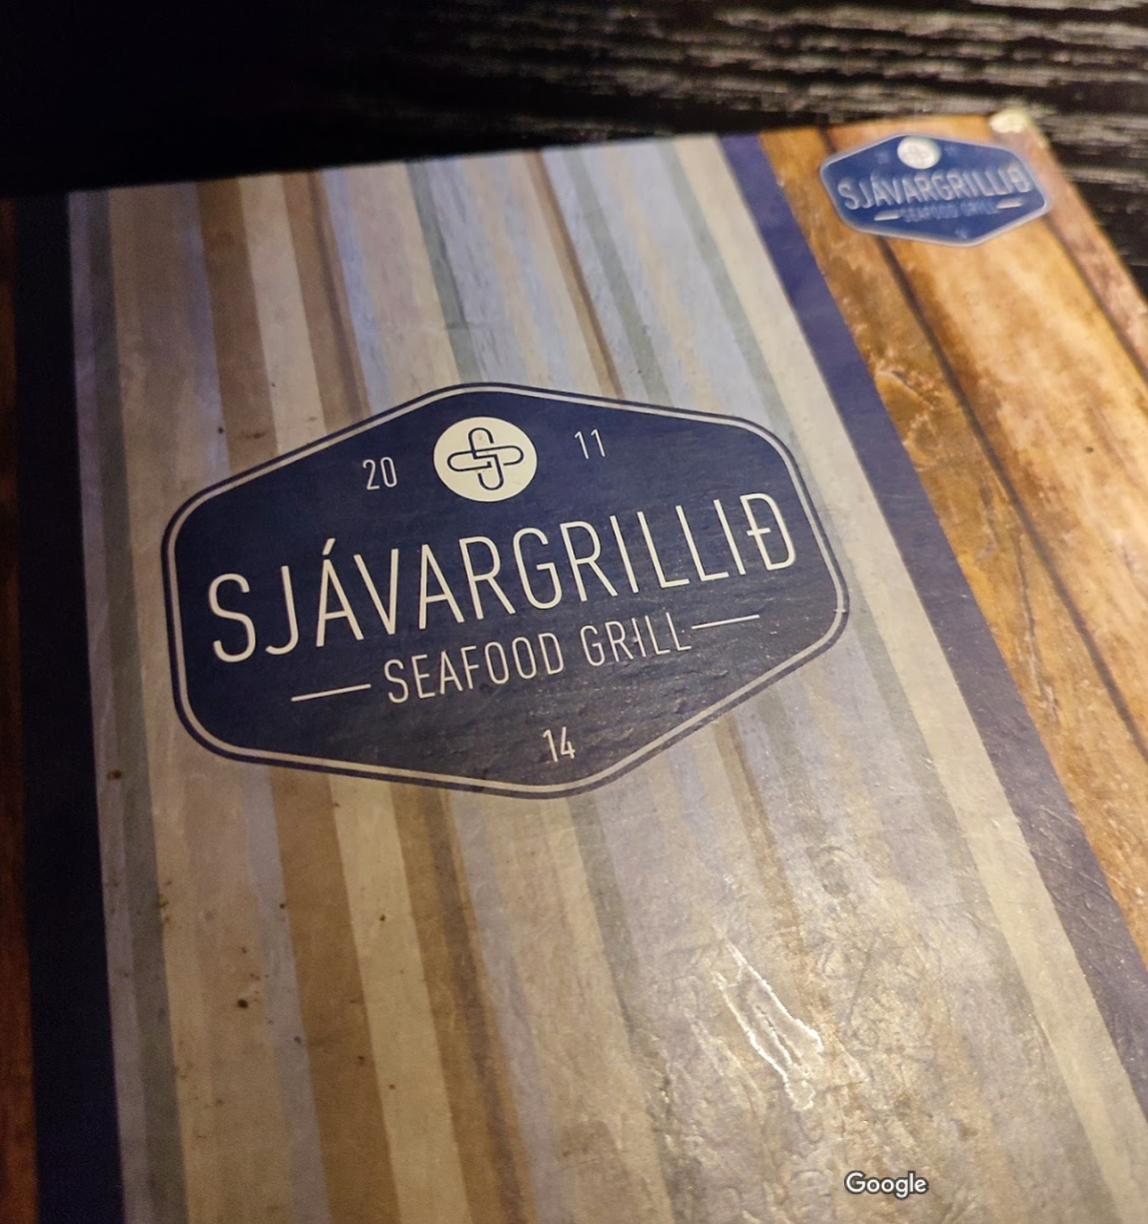 SJÁVARGRILLIÐ
SEAFOOD GRILL
20 11
SJÁVARGRILLIÐ
SEAFOOD GRILL
14
Google